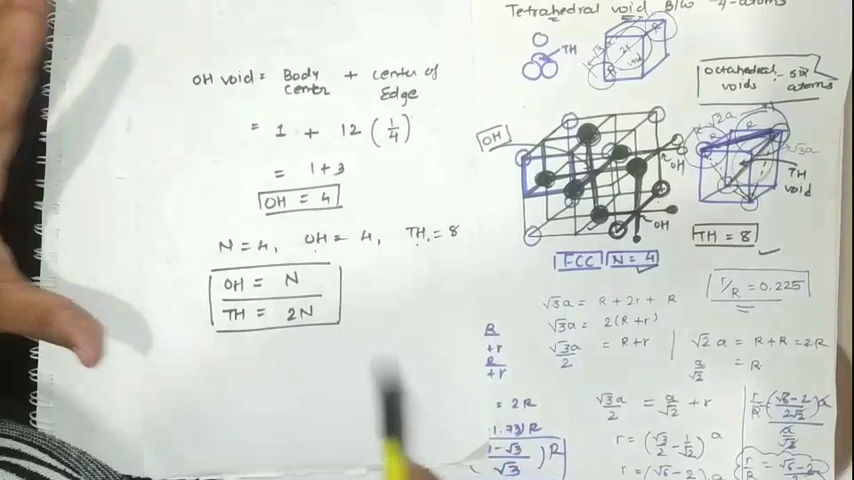 OH void = Body center + center of Edge
= 1 + 12 (1/4)
= 1+3
OH = 4
N = 4, OH = 4, TH. = 8
OH = N
TH = 2N
Tetrahedral void B/w - 4-atoms
TH
octahedral voids - six atoms
OH
OH
OH
√2a
√3a
R
TH void
FCC N = 4
TH = 8
r/R = 0.225
√3a = R + 2r + R
√3a = 2(R+r)
√3a/2 = R+r
√2 a = R+R = 2R
a/√2 = R
R
+r
R
+r
= 2R
√3a/2 = a/√2 + r
r = (√3/2 - 1/√2) a